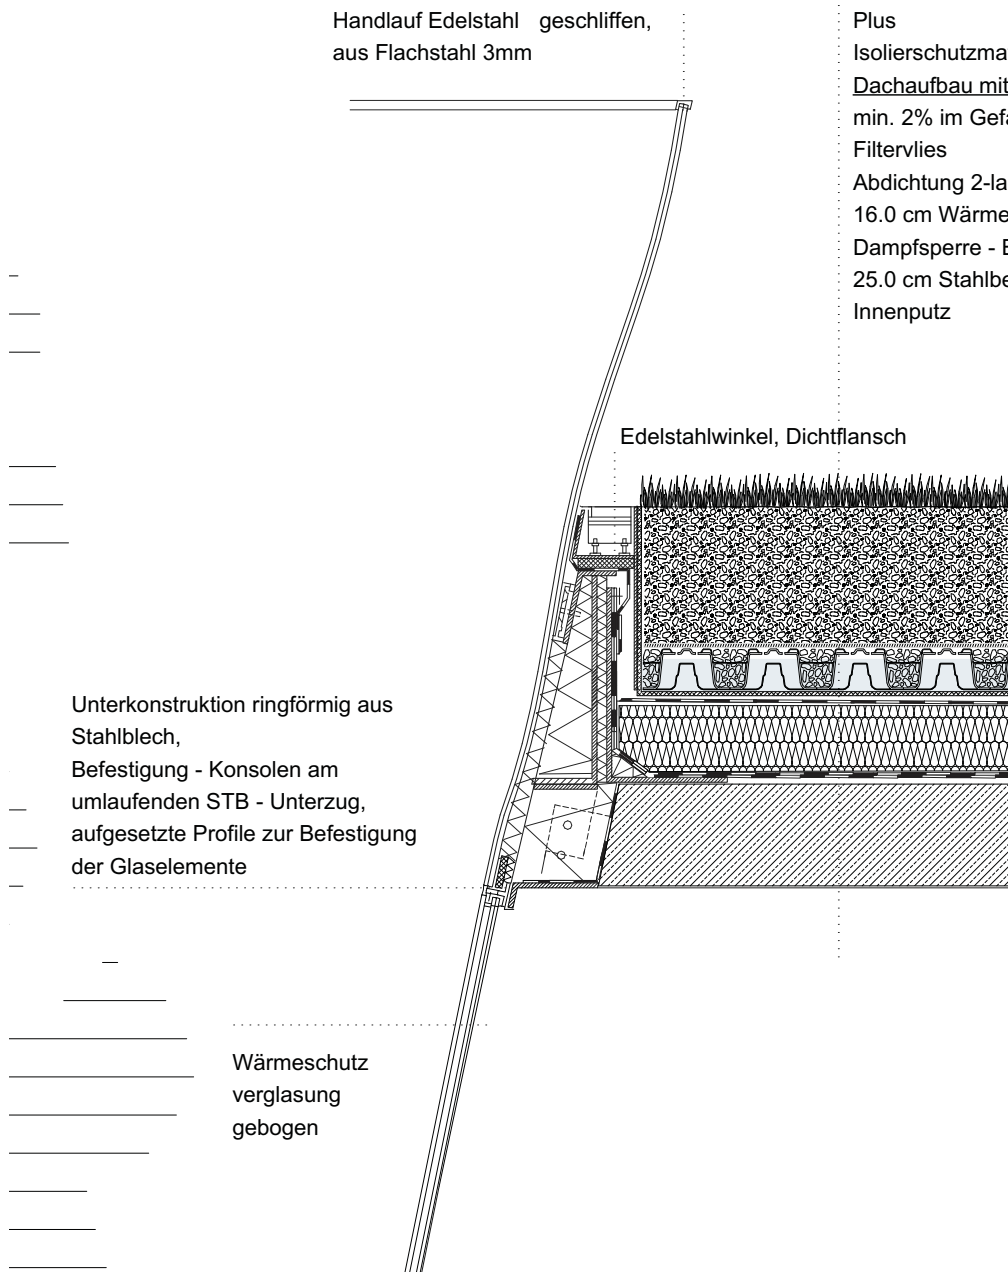 Handlauf Edelstahl geschliffen,
aus Flachstahl 3mm
Plus
Isolierschutzma
Dachaufbau mit
min. 2% im Gefä
Filtervlies
Abdichtung 2-la
16.0 cm Wärme
Dampfsperre - B
25.0 cm Stahlbe
Innenputz
Edelstahlwinkel, Dichtflansch
Unterkonstruktion ringförmig aus
Stahlblech,
Befestigung - Konsolen am
umlaufenden STB - Unterzug,
aufgesetzte Profile zur Befestigung
der Glaselemente
Wärmeschutz
verglasung
gebogen